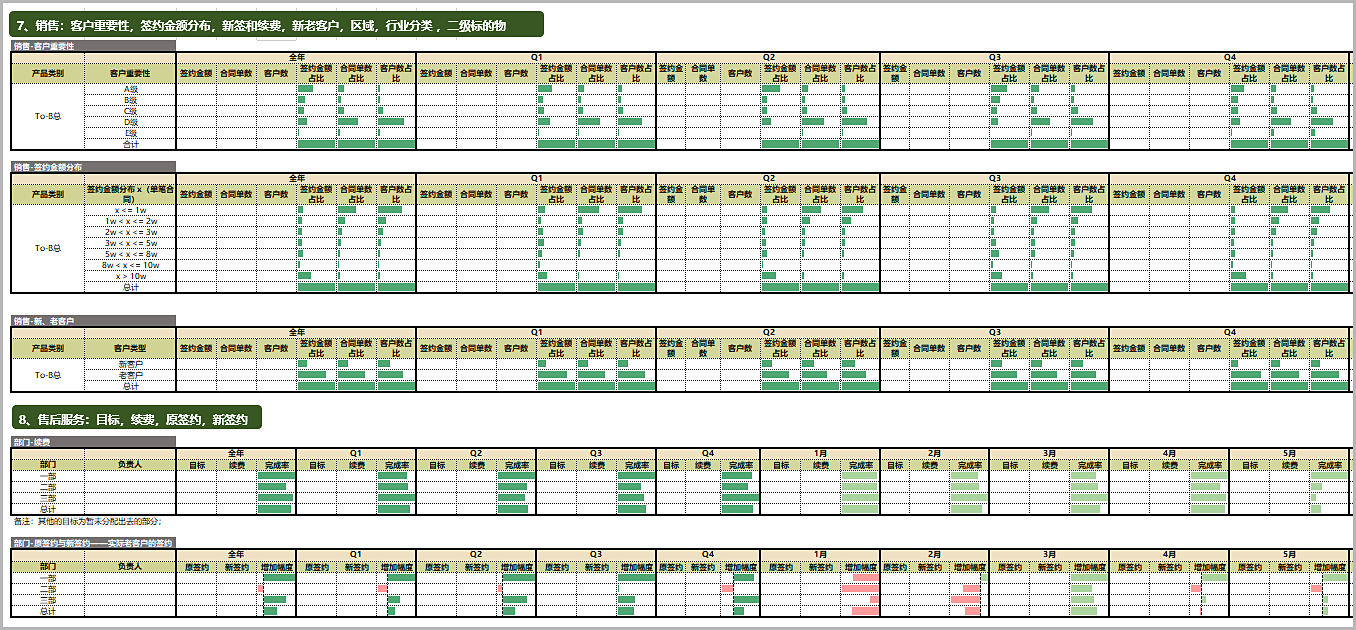 7、销售：客户重要性，签约金额分布，新签和续费，新老客户，区域，行业分类 ，二级标的物
销售-客户重要性
全年 Q1 Q2 Q3 Q4
产品类别 客户重要性 签约金额 合同单数 客户数 签约金额占比 合同单数占比 客户数占比 签约金额 合同单数 客户数 签约金额占比 合同单数占比 客户数占比 签约金额 合同单数 客户数 签约金额占比 合同单数占比 客户数占比 签约金额 合同单数 客户数 签约金额占比 合同单数占比 客户数占比 签约金额 合同单数 客户数 签约金额占比 合同单数占比 客户数占比
A级
B级
To-B总 C级
D级
E级
合计
销售-签约金额分布
全年 Q1 Q2 Q3 Q4
产品类别 签约金额分布 x（单笔合同） 签约金额 合同单数 客户数 签约金额占比 合同单数占比 客户数占比 签约金额 合同单数 客户数 签约金额占比 合同单数占比 客户数占比 签约金额 合同单数 客户数 签约金额占比 合同单数占比 客户数占比 签约金额 合同单数 客户数 签约金额占比 合同单数占比 客户数占比 签约金额 合同单数 客户数 签约金额占比 合同单数占比 客户数占比
x <= 1w
1w < x <= 2w
2w < x <= 3w
To-B总 3w < x <= 5w
5w < x <= 8w
8w < x <= 10w
x > 10w
总计
销售-新、老客户
全年 Q1 Q2 Q3 Q4
产品类别 客户类型 签约金额 合同单数 客户数 签约金额占比 合同单数占比 客户数占比 签约金额 合同单数 客户数 签约金额占比 合同单数占比 客户数占比 签约金额 合同单数 客户数 签约金额占比 合同单数占比 客户数占比 签约金额 合同单数 客户数 签约金额占比 合同单数占比 客户数占比 签约金额 合同单数 客户数 签约金额占比 合同单数占比 客户数占比
新客户
To-B总 老客户
总计
8、售后服务：目标，续费，原签约，新签约
部门-续费
全年 Q1 Q2 Q3 Q4 1月 2月 3月 4月 5月
部门 负责人 目标 续费 完成率 目标 续费 完成率 目标 续费 完成率 目标 续费 完成率 目标 续费 完成率 目标 续费 完成率 目标 续费 完成率 目标 续费 完成率 目标 续费 完成率 目标 续费 完成率
一部
二部
三部
总计
备注：其他的目标为暂未分配出去的部分；
部门-原签约与新签约——实际老客户的签约
全年 Q1 Q2 Q3 Q4 1月 2月 3月 4月 5月
部门 负责人 原签约 新签约 增加幅度 原签约 新签约 增加幅度 原签约 新签约 增加幅度 原签约 新签约 增加幅度 原签约 新签约 增加幅度 原签约 新签约 增加幅度 原签约 新签约 增加幅度 原签约 新签约 增加幅度 原签约 新签约 增加幅度 原签约 新签约 增加幅度
一部
二部
三部
总计